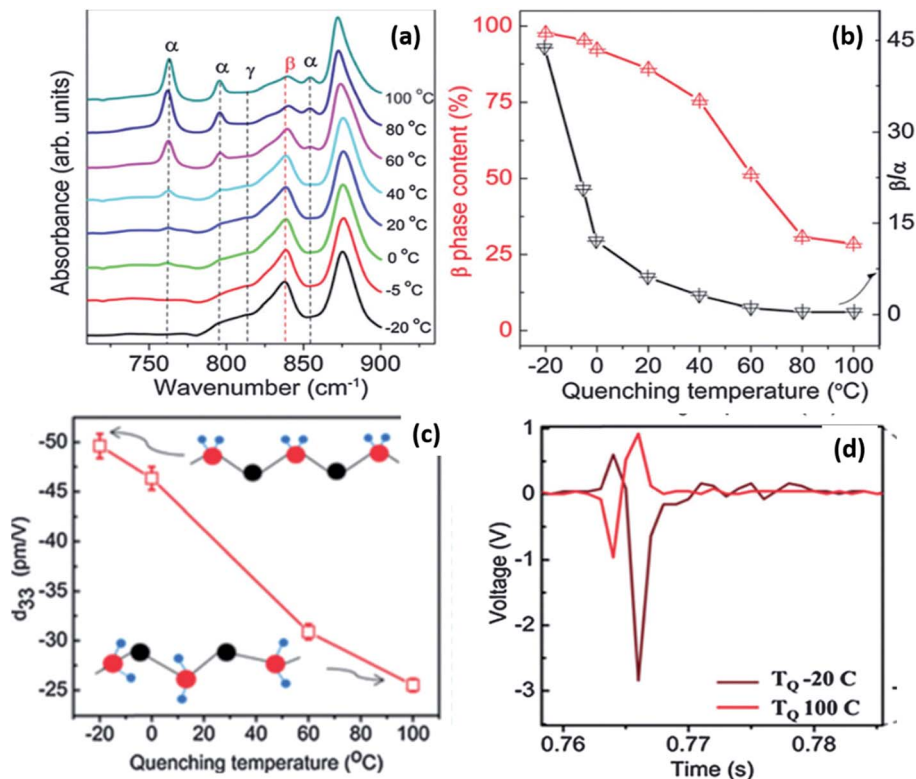 (a)
α
α
γ
β
α
100 °C
80 °C
60 °C
40 °C
20 °C
0 °C
-5 °C
-20 °C
Absorbance (arb. units)
750
800
850
900
Wavenumber (cm-1)
(b)
100
75
50
25
0
β phase content (%)
45
30
15
0
β/α
-20
0
20
40
60
80
100
Quenching temperature (°C)
(c)
-50
-45
-40
-35
-30
-25
d33 (pm/V)
-20
0
20
40
60
80
100
Quenching temperature (OC)
(d)
1
0
-1
-2
-3
Voltage (V)
TQ -20 C
TQ 100 C
0.76
0.77
0.78
Time (s)